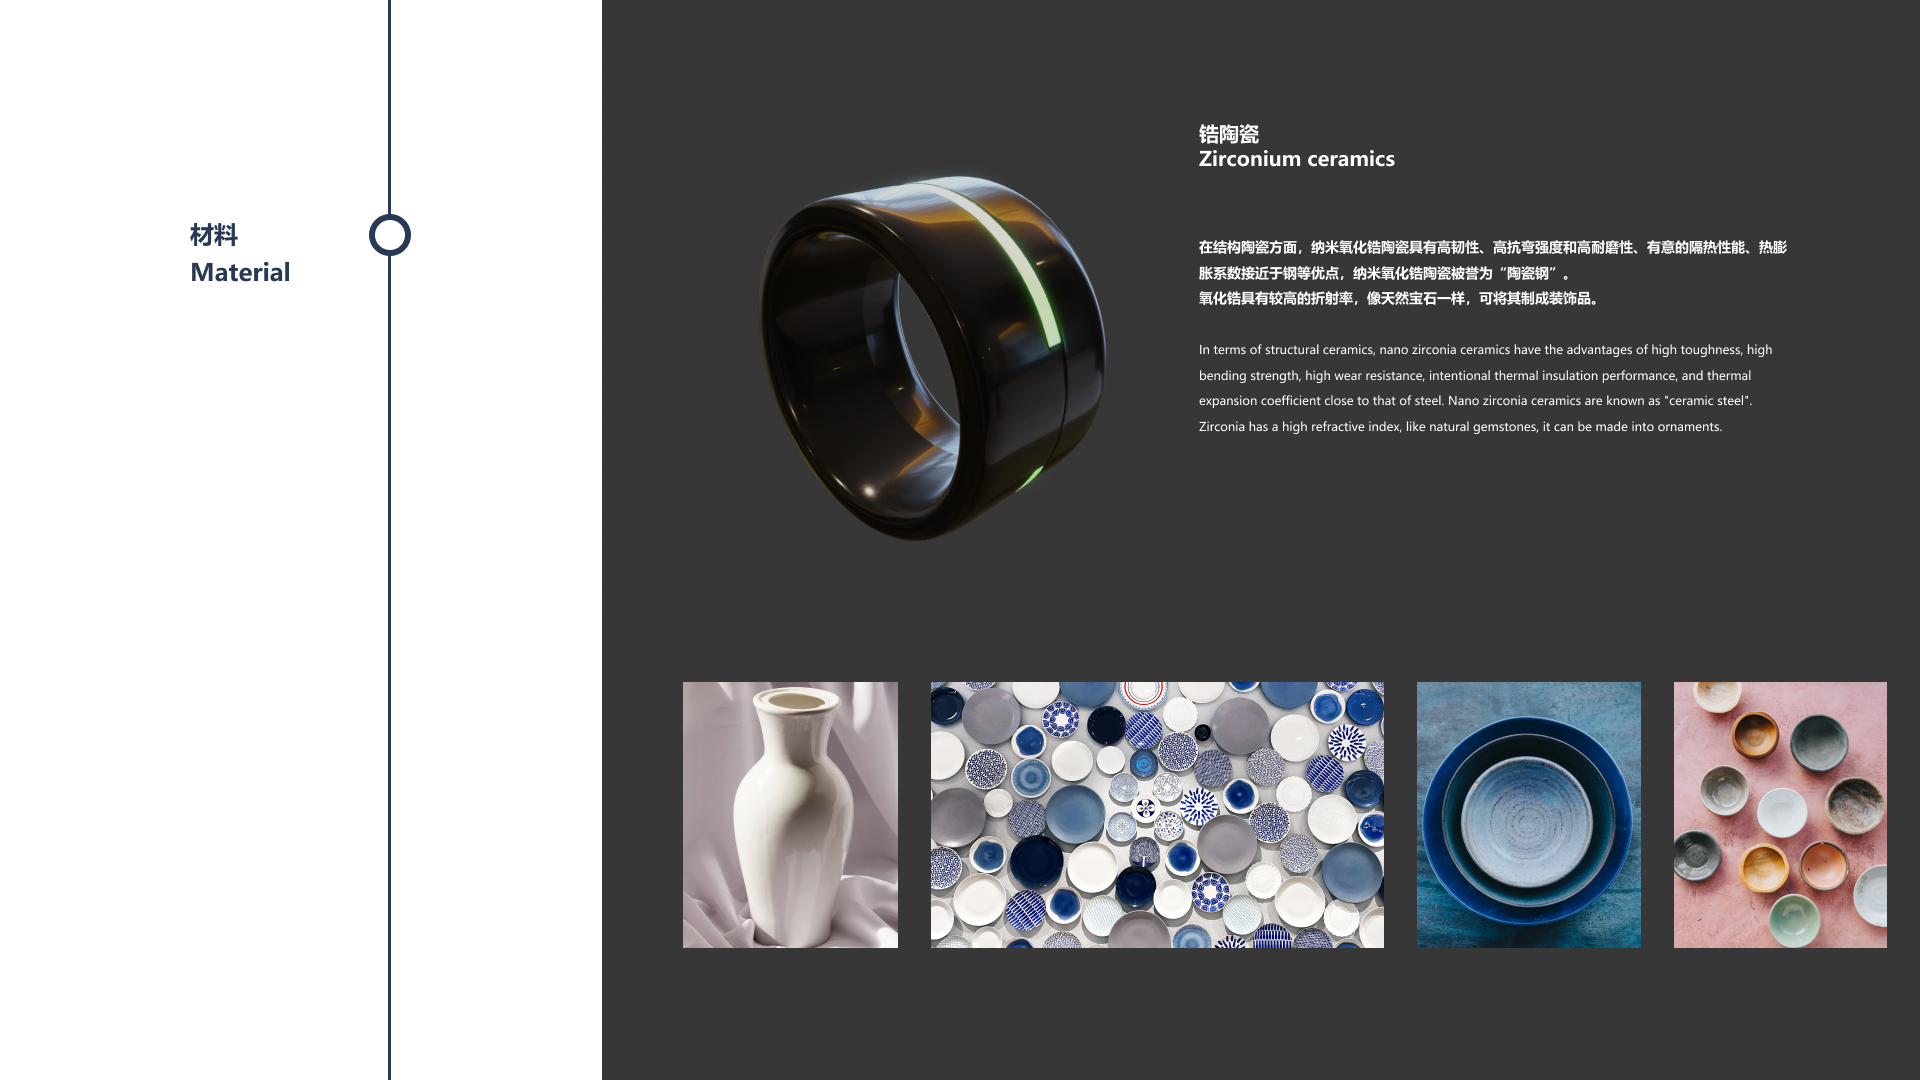 材料
Material
锆陶瓷
Zirconium ceramics
在结构陶瓷方面，纳米氧化锆陶瓷具有高韧性、高抗弯强度和高耐磨性、有意的隔热性能、热膨
胀系数接近于钢等优点，纳米氧化锆陶瓷被誉为“陶瓷钢”。
氧化锆具有较高的折射率，像天然宝石一样，可将其制成装饰品。
In terms of structural ceramics, nano zirconia ceramics have the advantages of high toughness, high
bending strength, high wear resistance, intentional thermal insulation performance, and thermal
expansion coefficient close to that of steel. Nano zirconia ceramics are known as "ceramic steel".
Zirconia has a high refractive index, like natural gemstones, it can be made into ornaments.